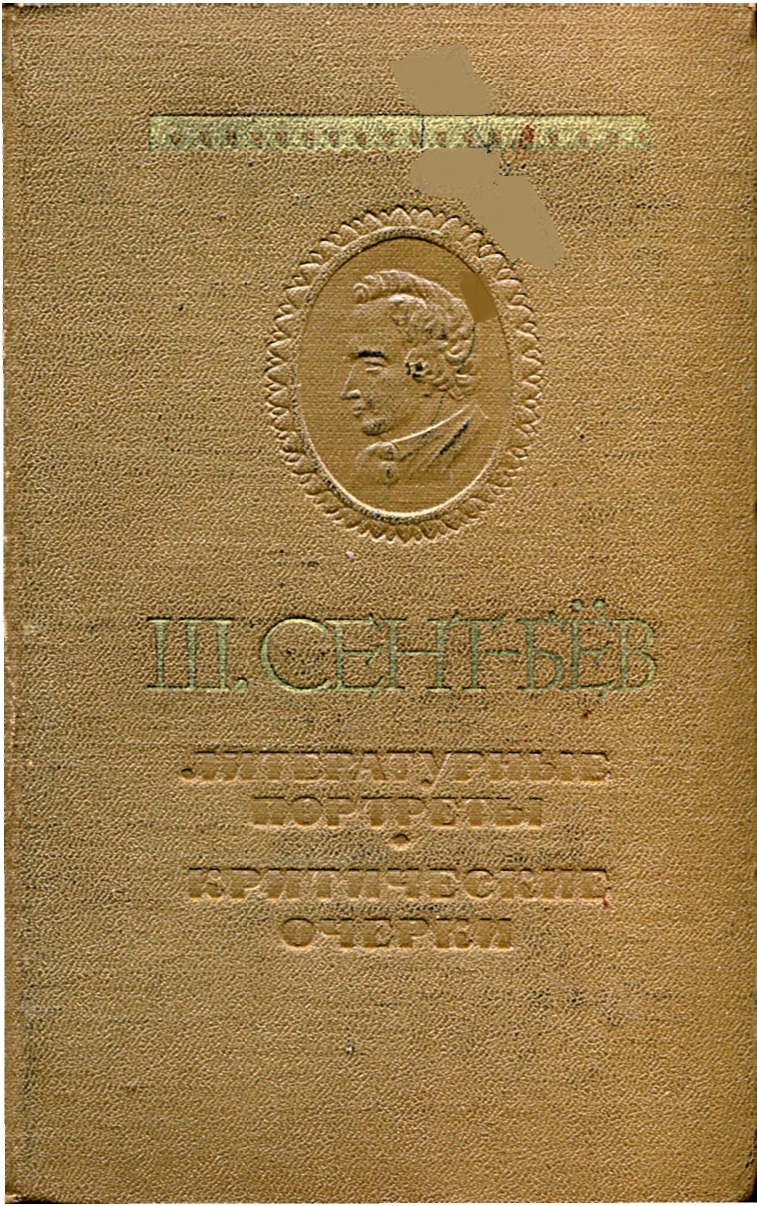 Ш. СЕНТ-БЁВ
ЛИТЕРАТУРНЫЕ
ПОРТРЕТЫ
•
КРИТИЧЕСКИЕ
ОЧЕРКИ